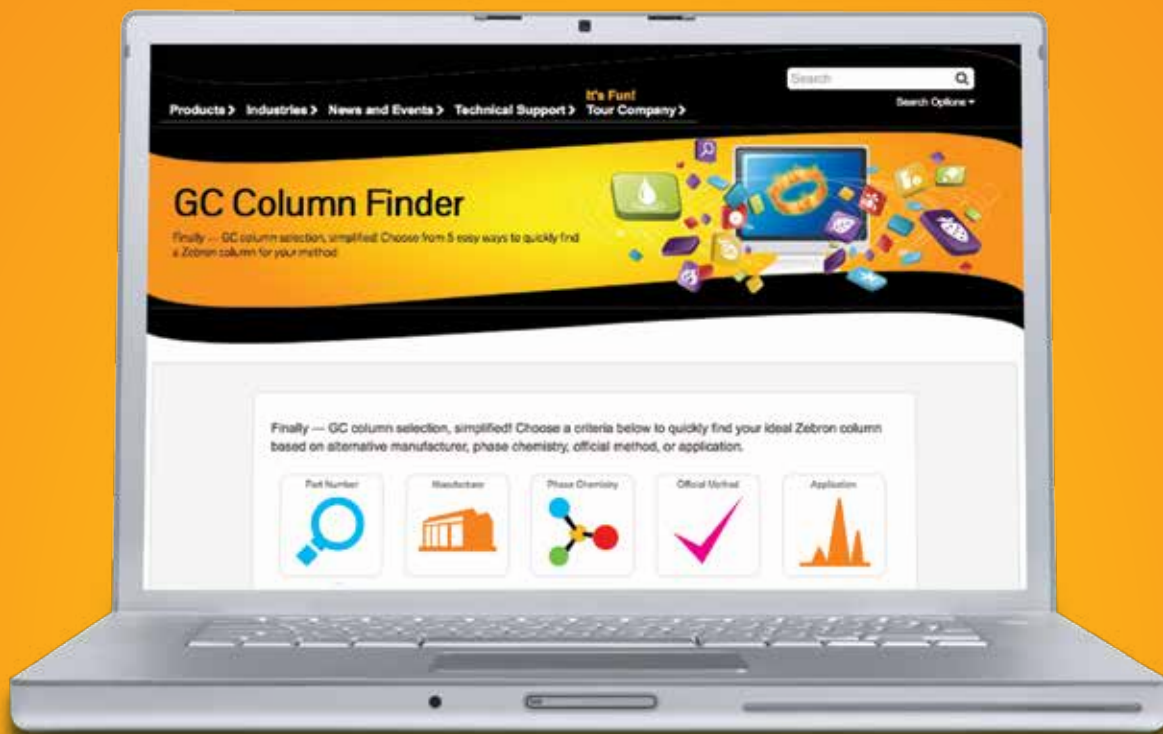 Search
It's Fun!
Products > Industries > News and Events > Technical Support > Tour Company >
Search Options
GC Column Finder
Finally — GC column selection, simplified! Choose from 5 easy ways to quickly find
a Zebron column for your method
Finally — GC column selection, simplified! Choose a criteria below to quickly find your ideal Zebron column
based on alternative manufacturer, phase chemistry, official method, or application.
Part Number Manufacturer Phase Chemistry Official Method Application